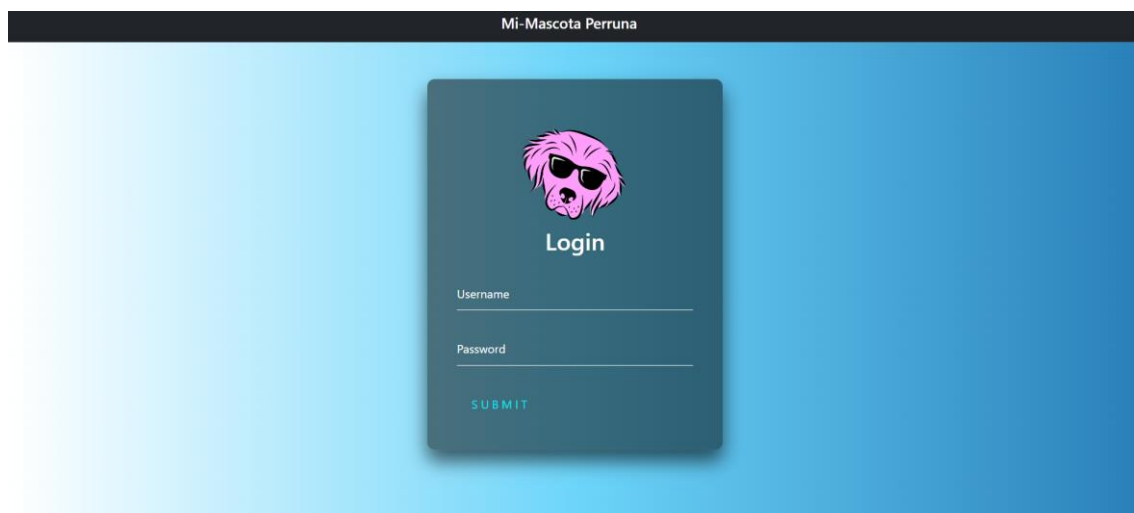 Mi-Mascota Perruna
Login
Username
Password
SUBMIT